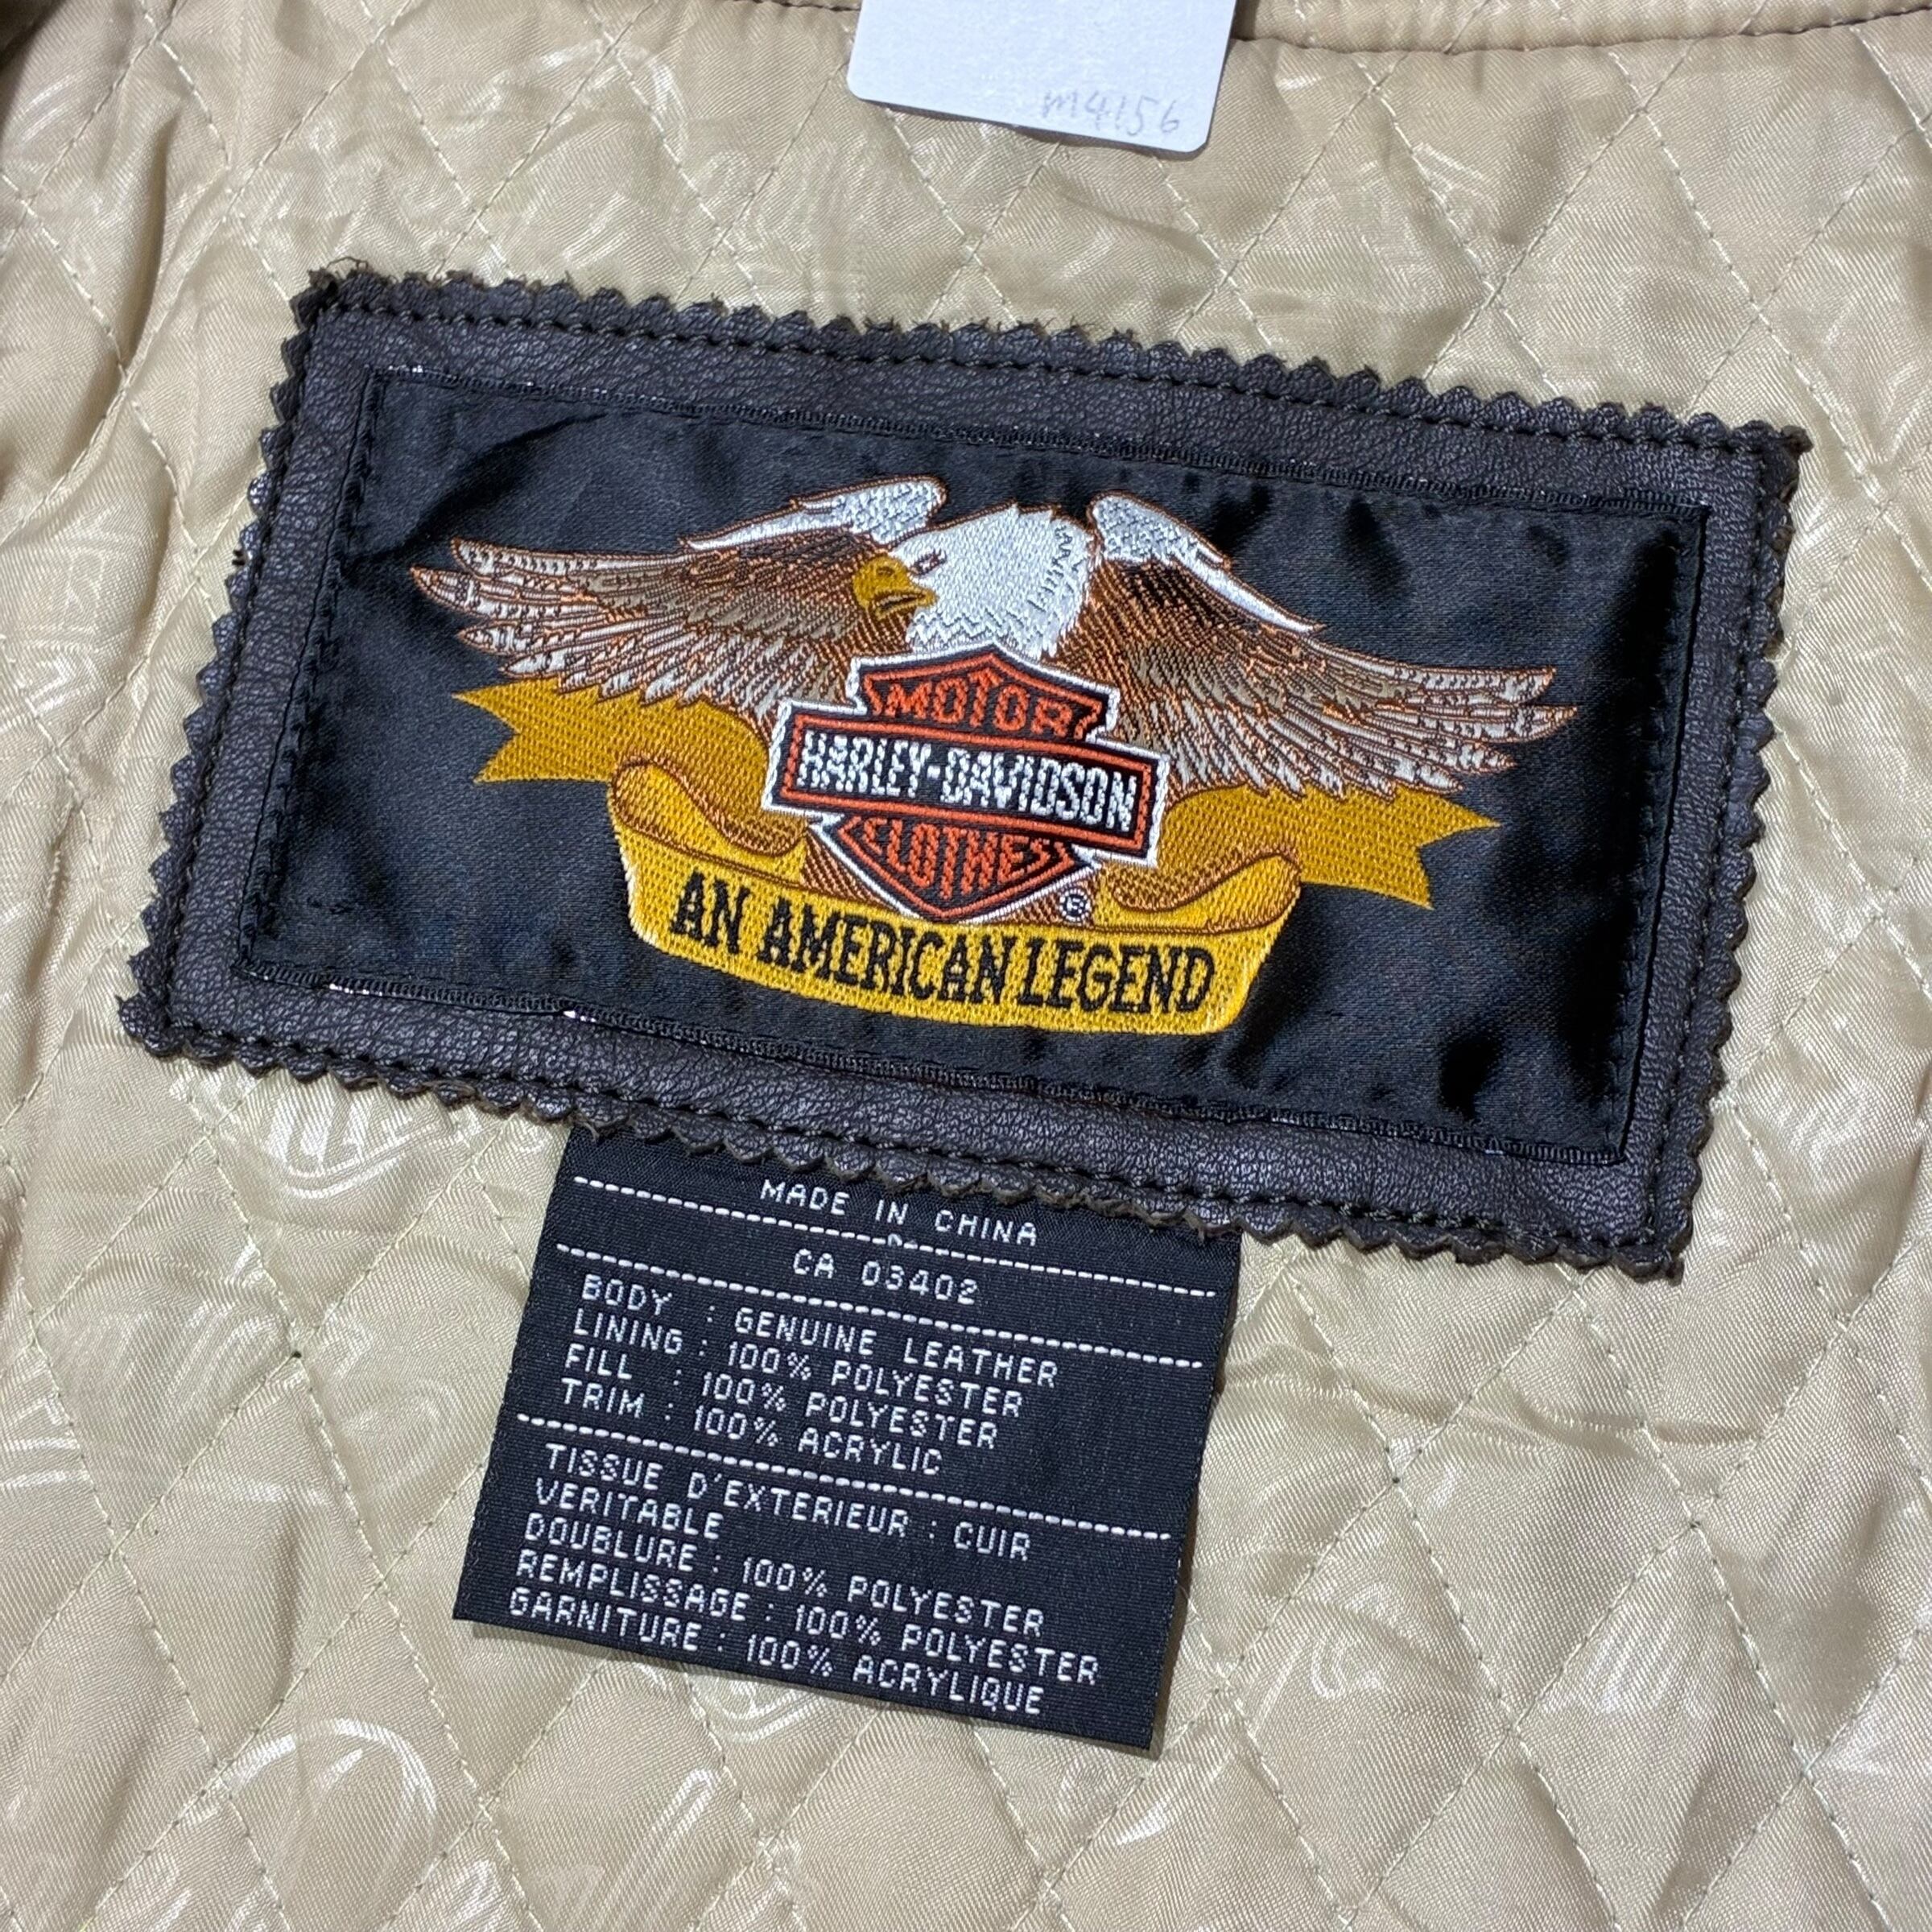 m4156
MOTOR
HARLEY-DAVIDSON
CLOTHES
®
AN AMERICAN LEGEND
MADE IN CHINA
CA 03402
BODY : GENUINE LEATHER
LINING : 100% POLYESTER
FILL : 100% POLYESTER
TRIM : 100% ACRYLIC
TISSUE D'EXTERIEUR : CUIR
VERITABLE
DOUBLURE : 100% POLYESTER
REMPLISSAGE : 100% POLYESTER
GARNITURE : 100% ACRYLIQUE